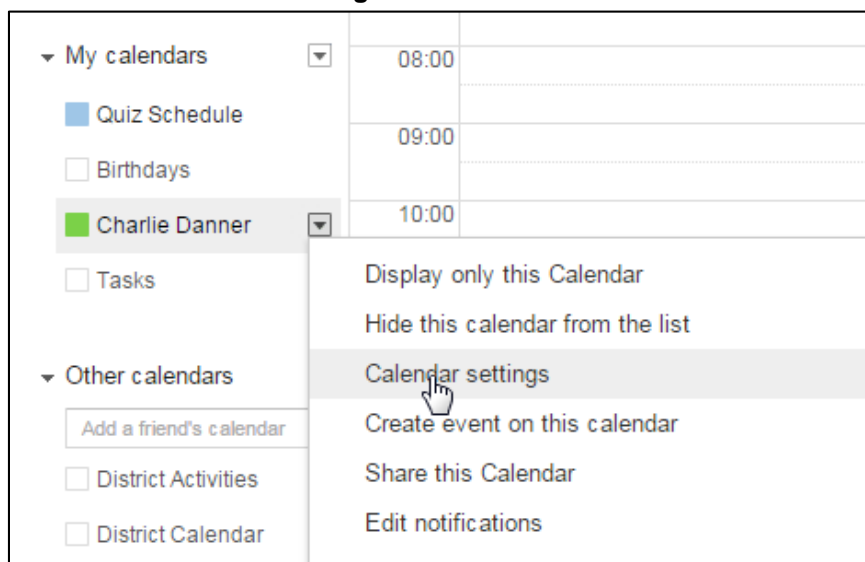 My calendars
08:00
Quiz Schedule
09:00
Birthdays
10:00
Charlie Danner
Tasks
Display only this Calendar
Hide this calendar from the list
Calendar settings
Create event on this calendar
Share this Calendar
Edit notifications
Other calendars
Add a friend's calendar
District Activities
District Calendar